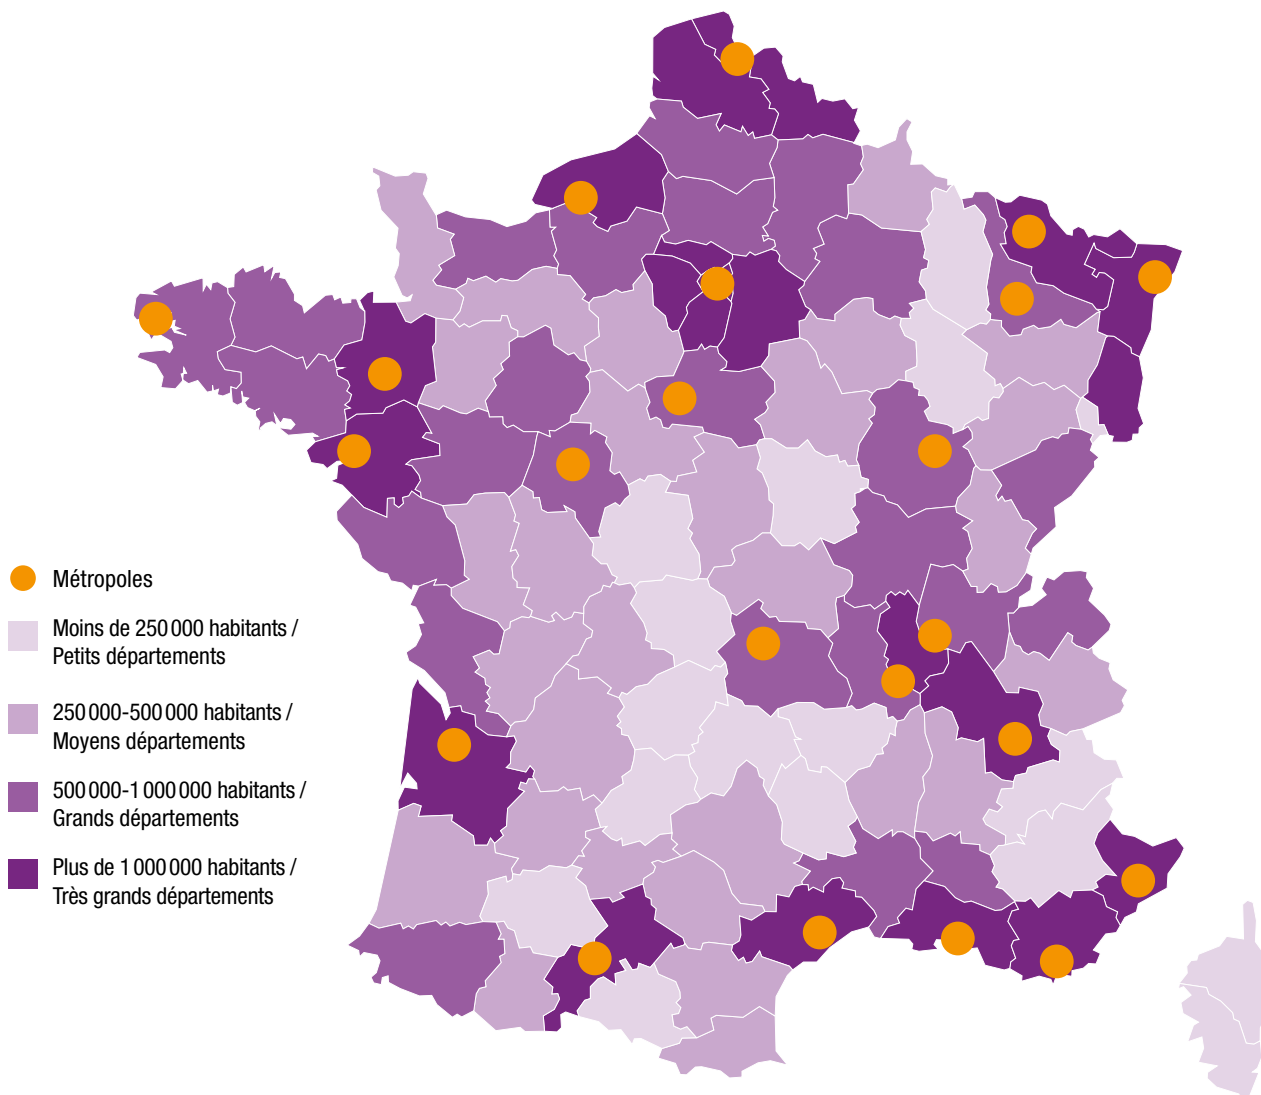 Métropoles
Moins de 250 000 habitants /
Petits départements
250 000-500 000 habitants /
Moyens départements
500 000-1 000 000 habitants /
Grands départements
Plus de 1 000 000 habitants /
Très grands départements